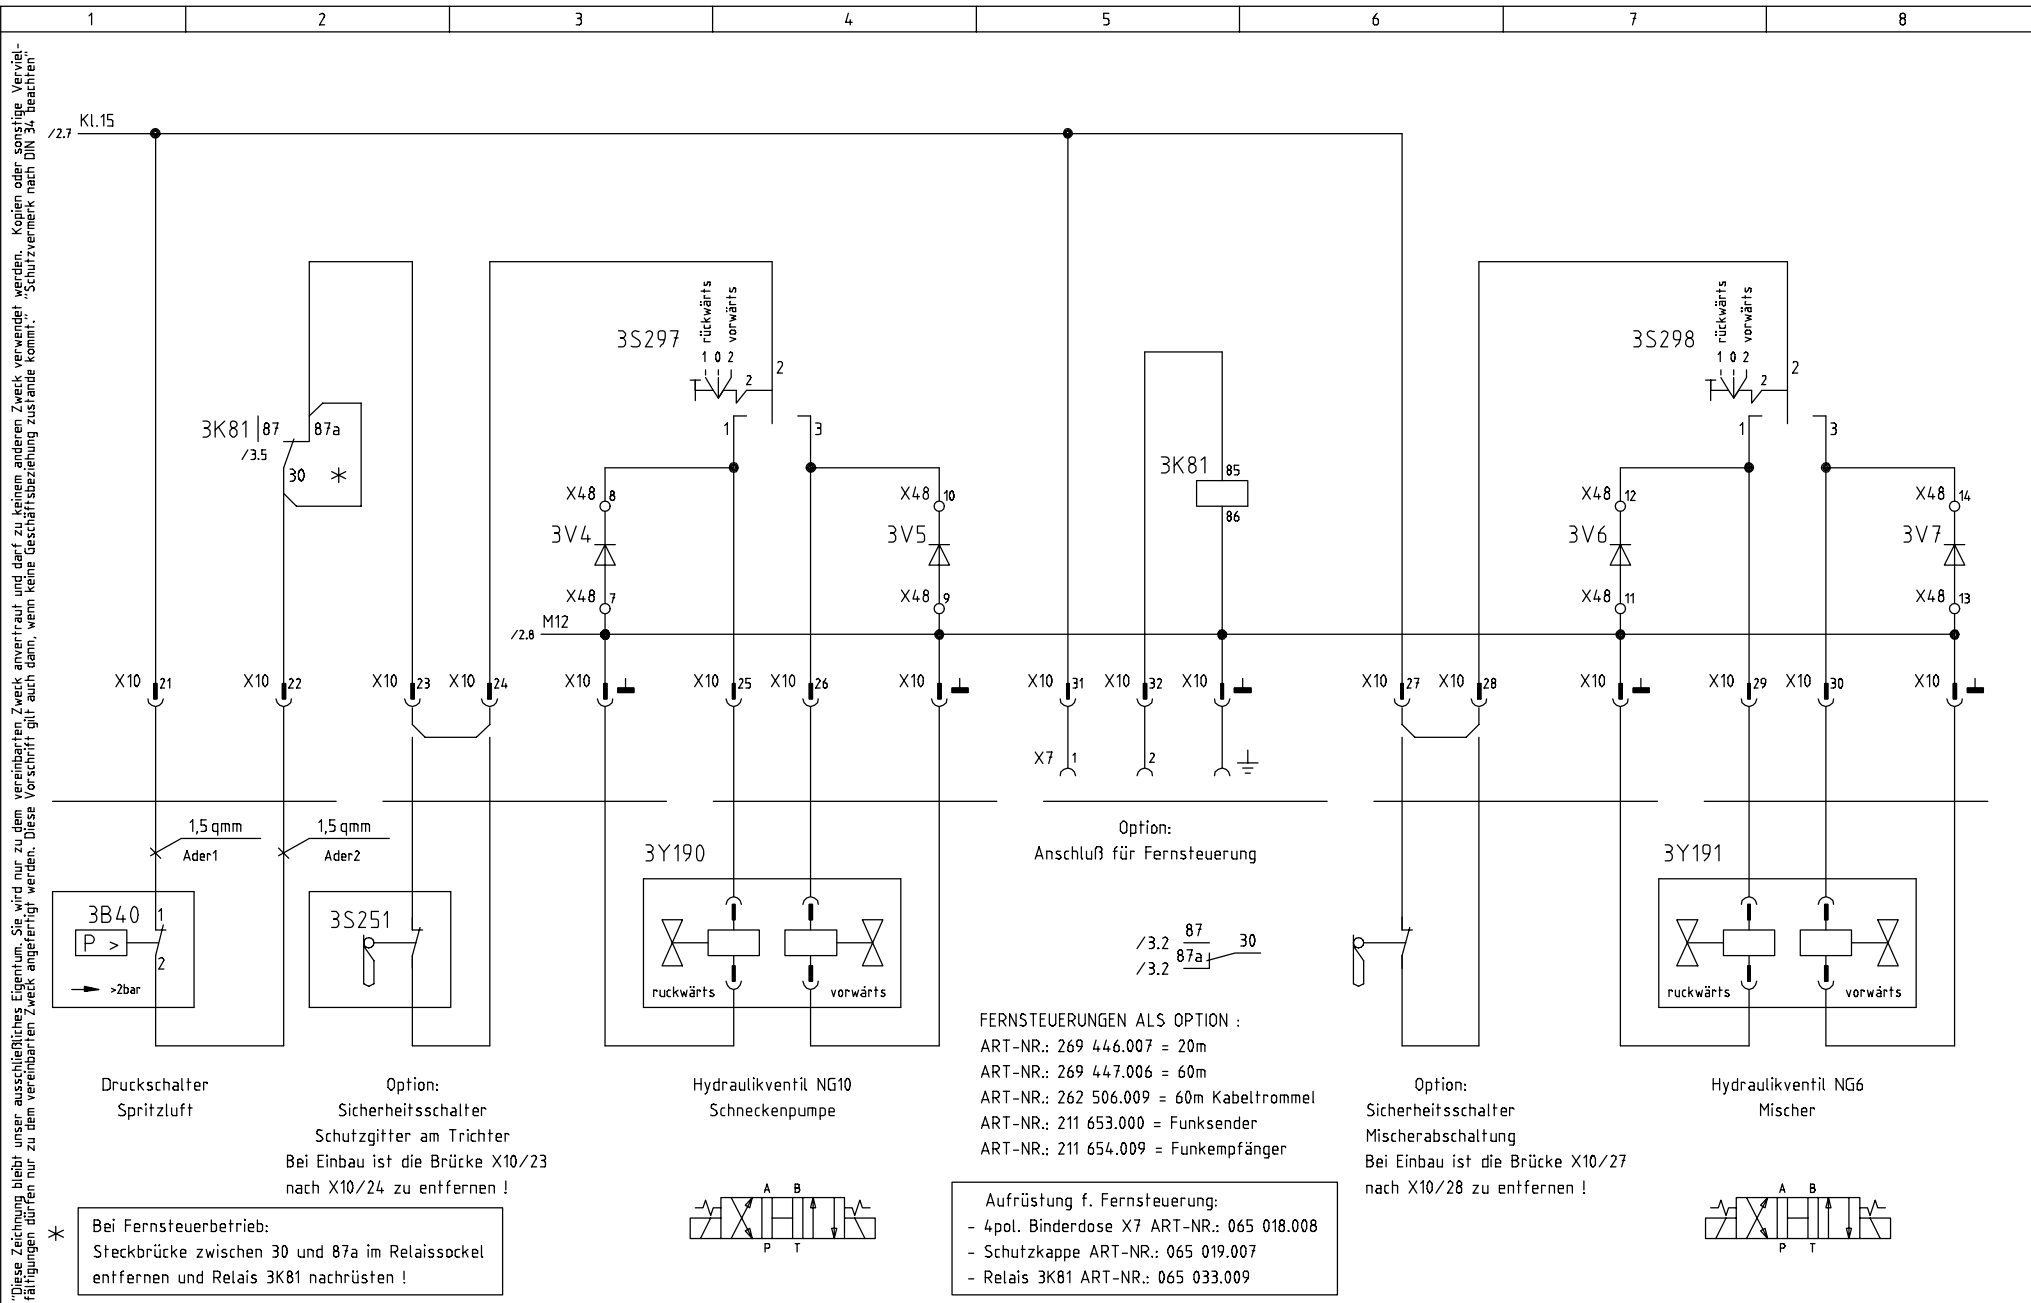 1 2 3 4 5 6 7 8
"Diese Zeichnung bleibt unser ausschließliches Eigentum. Sie wird nur zu dem vereinbarten Zweck anvertraut und darf zu keinem anderen Zweck verwendet werden. Kopien oder sonstige Verviel-
fältigungen dürfen nur zu dem vereinbarten Zweck angefertigt werden. Diese Vorschrift gilt auch dann, wenn keine Geschäftsbeziehung zustande kommt." "Schutzvermerk nach DIN 34 beachten"
/2.7 Kl.15
3S297
1 rückwärts
0
2 vorwärts
2
2
1 3
3S298
1 rückwärts
0
2 vorwärts
2
2
1 3
3K81 87 87a
/3.5
30 *
3K81 85
86
X48 8
3V4
X48 7
X48 10
3V5
X48 9
X48 12
3V6
X48 11
X48 14
3V7
X48 13
/2.8 M12
X10 21 X10 22 X10 23 X10 24 X10 X10 25 X10 26 X10 X10 31 X10 32 X10 X10 27 X10 28 X10 X10 29 X10 30 X10
X7 1 2
1,5 qmm
Ader1
1,5 qmm
Ader2
3B40 1
P >
2
>2bar
3S251
3Y190
ruckwärts vorwärts
Option:
Anschluß für Fernsteuerung
/3.2 87 30
/3.2 87a
3Y191
ruckwärts vorwärts
Druckschalter
Spritzluft
Option:
Sicherheitsschalter
Schutzgitter am Trichter
Bei Einbau ist die Brücke X10/23
nach X10/24 zu entfernen !
Hydraulikventil NG10
Schneckenpumpe
A B
P T
FERNSTEUERUNGEN ALS OPTION :
ART-NR.: 269 446.007 = 20m
ART-NR.: 269 447.006 = 60m
ART-NR.: 262 506.009 = 60m Kabeltrommel
ART-NR.: 211 653.000 = Funksender
ART-NR.: 211 654.009 = Funkempfänger
Option:
Sicherheitsschalter
Mischerabschaltung
Bei Einbau ist die Brücke X10/27
nach X10/28 zu entfernen !
Hydraulikventil NG6
Mischer
A B
P T
* Bei Fernsteuerbetrieb:
Steckbrücke zwischen 30 und 87a im Relaissockel
entfernen und Relais 3K81 nachrüsten !
Aufrüstung f. Fernsteuerung:
- 4pol. Binderdose X7 ART-NR.: 065 018.008
- Schutzkappe ART-NR.: 065 019.007
- Relais 3K81 ART-NR.: 065 033.009